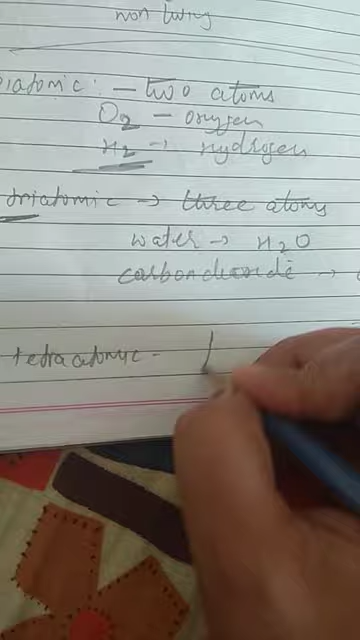 non living
diatomic: - two atoms
O2 - oxygen
H2 -> Hydrogen
triatomic -> three atoms
water -> H2O
carbondioxide ->
tetraatomic -